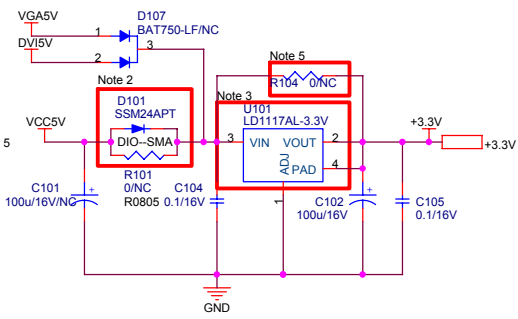 VGA5V
D107
BAT750-LF/NC
1
DVI5V
3
2
Note 5
R104 0/NC
Note 2
Note 3
D101
SSM24APT
U101
LD1117AL-3.3V
VCC5V
+3.3V
5
DIO--SMA
3
VIN
VOUT
2
+3.3V
ADJ
PAD
4
R101
0/NC
R0805
C101
100u/16V/NC
+
C104
0.1/16V
1
C102
100u/16V
+
C105
0.1/16V
GND